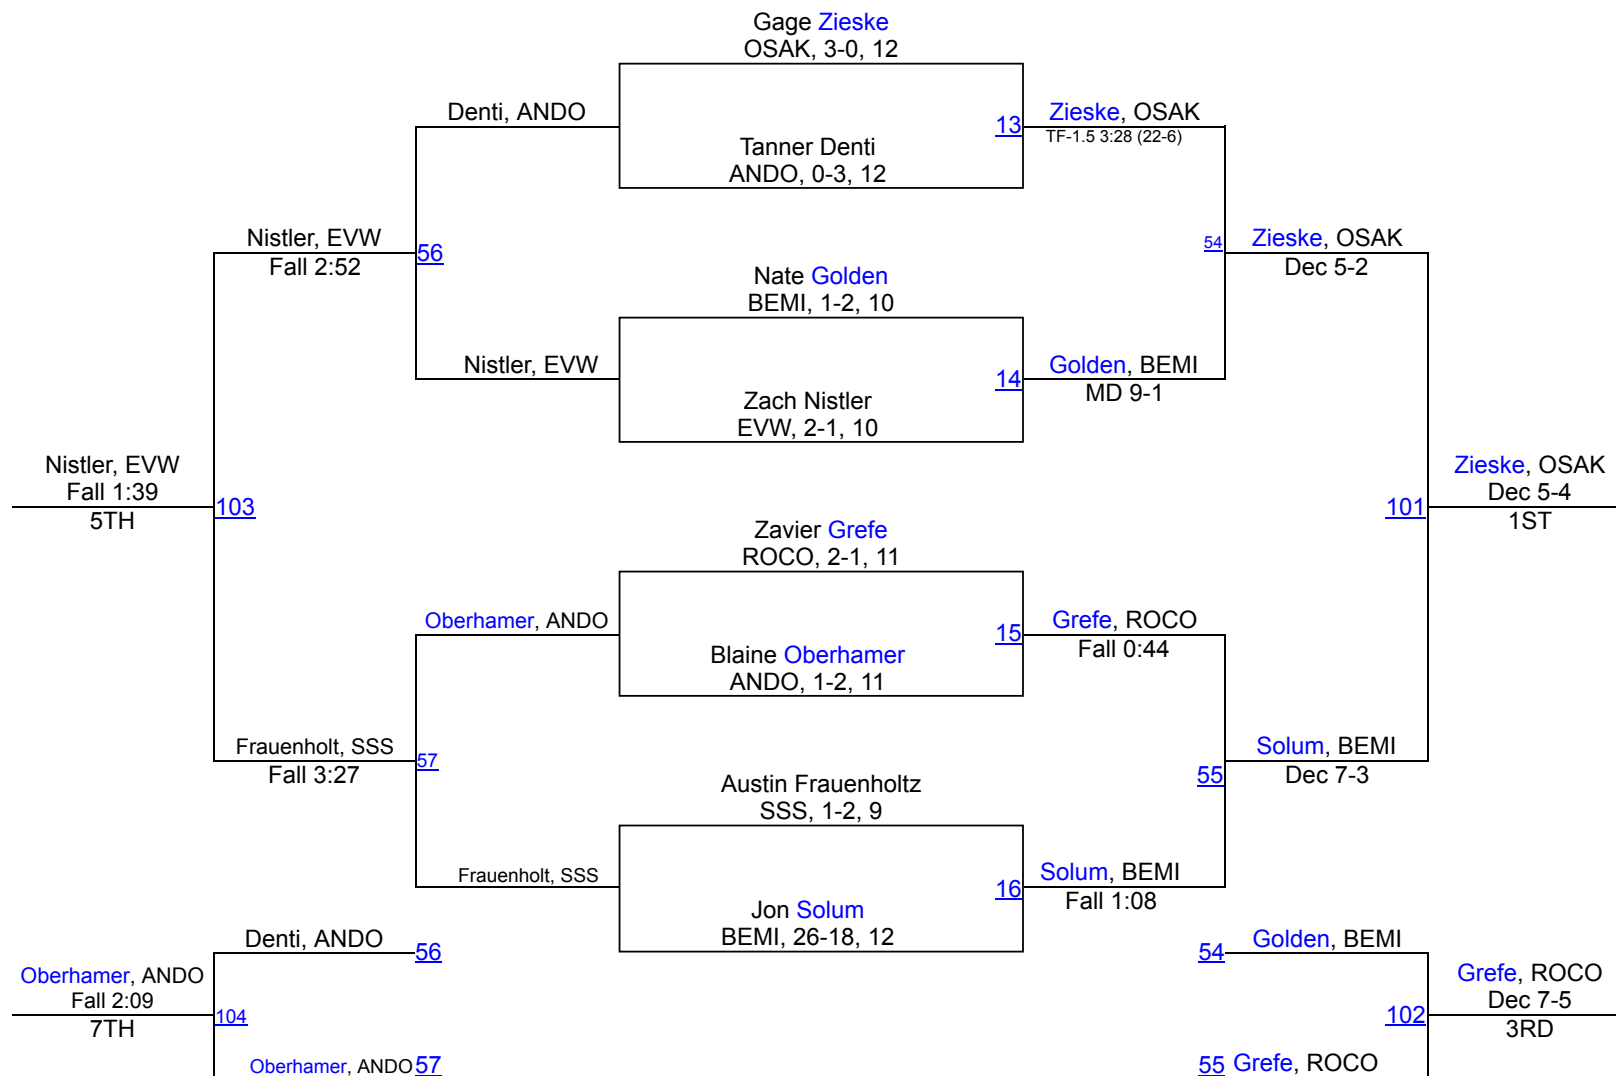 Gage Zieske
OSAK, 3-0, 12
Denti, ANDO
13
Zieske, OSAK
TF-1.5 3:28 (22-6)
Tanner Denti
ANDO, 0-3, 12
Nistler, EVW
Fall 2:52
56
54
Zieske, OSAK
Dec 5-2
Nate Golden
BEMI, 1-2, 10
Nistler, EVW
14
Golden, BEMI
MD 9-1
Zach Nistler
EVW, 2-1, 10
Nistler, EVW
Fall 1:39
5TH
103
101
Zieske, OSAK
Dec 5-4
1ST
Zavier Grefe
ROCO, 2-1, 11
Oberhamer, ANDO
15
Grefe, ROCO
Fall 0:44
Blaine Oberhamer
ANDO, 1-2, 11
Frauenholt, SSS
Fall 3:27
57
55
Solum, BEMI
Dec 7-3
Austin Frauenholtz
SSS, 1-2, 9
Frauenholt, SSS
16
Solum, BEMI
Fall 1:08
Jon Solum
BEMI, 26-18, 12
Denti, ANDO
56
54
Golden, BEMI
Oberhamer, ANDO
Fall 2:09
7TH
104
102
Grefe, ROCO
Dec 7-5
3RD
Oberhamer, ANDO
57
55
Grefe, ROCO